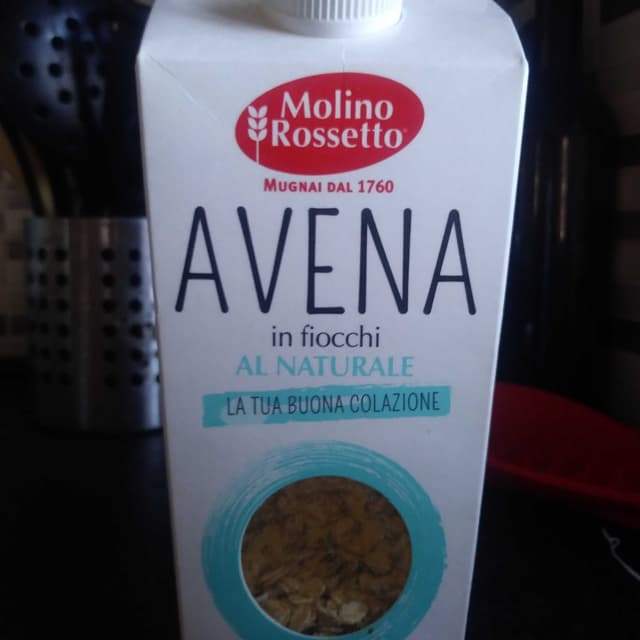 Molino
Rossetto
MUGNAI DAL 1760
AVENA
in fiocchi
AL NATURALE
LA TUA BUONA COLAZIONE